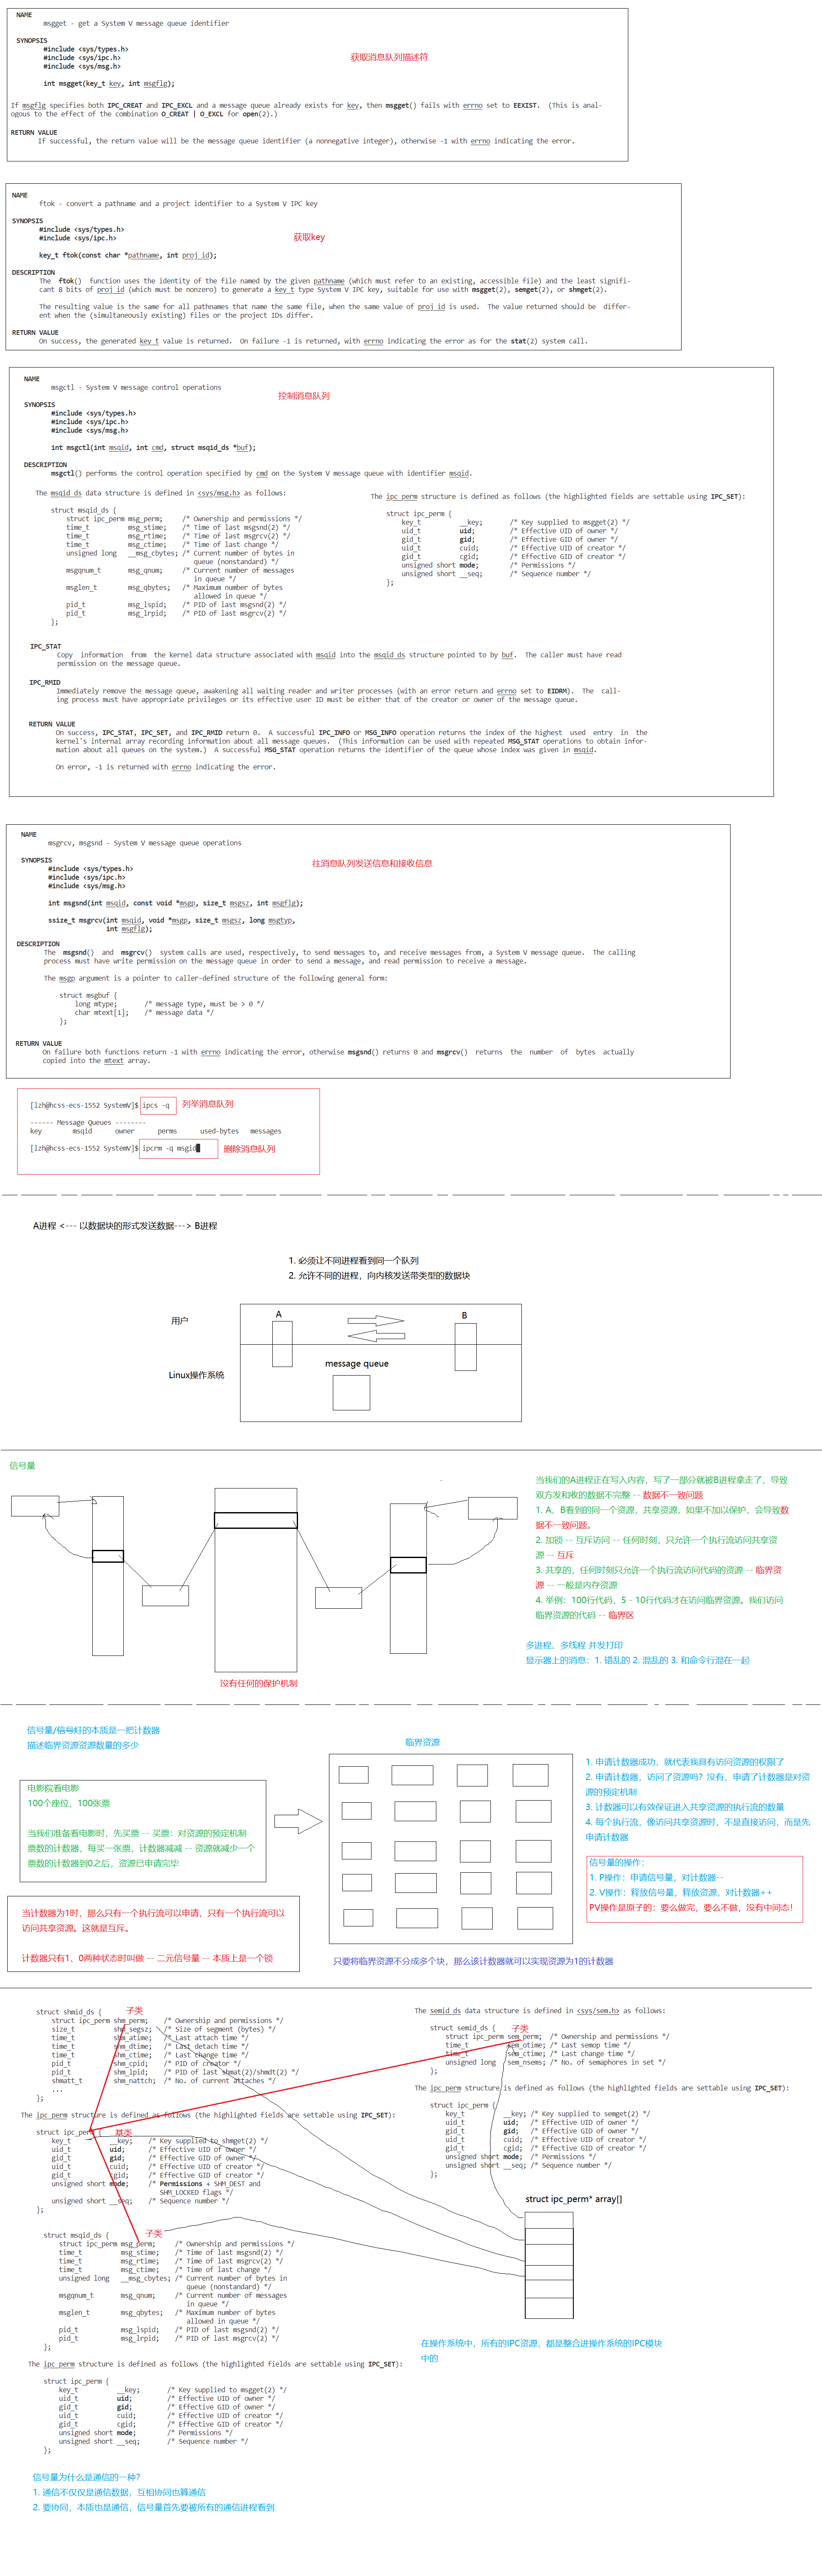 NAME
msgget - get a System V message queue identifier
SYNOPSIS
#include <sys/types.h>
#include <sys/ipc.h>
#include <sys/msg.h>
获取消息队列描述符
int msgget(key_t key, int msgflg);
If msgflg specifies both IPC_CREAT and IPC_EXCL and a message queue already exists for key, then msgget() fails with errno set to EEXIST. (This is anal-
ogous to the effect of the combination O_CREAT | O_EXCL for open(2).)
RETURN VALUE
If successful, the return value will be the message queue identifier (a nonnegative integer), otherwise -1 with errno indicating the error.
NAME
ftok - convert a pathname and a project identifier to a System V IPC key
SYNOPSIS
#include <sys/types.h>
#include <sys/ipc.h>
获取key
key_t ftok(const char *pathname, int proj_id);
DESCRIPTION
The ftok() function uses the identity of the file named by the given pathname (which must refer to an existing, accessible file) and the least signifi-
cant 8 bits of proj_id (which must be nonzero) to generate a key_t type System V IPC key, suitable for use with msgget(2), semget(2), or shmget(2).
The resulting value is the same for all pathnames that name the same file, when the same value of proj_id is used. The value returned should be differ-
ent when the (simultaneously existing) files or the project IDs differ.
RETURN VALUE
On success, the generated key_t value is returned. On failure -1 is returned, with errno indicating the error as for the stat(2) system call.
NAME
msgctl - System V message control operations
控制消息队列
SYNOPSIS
#include <sys/types.h>
#include <sys/ipc.h>
#include <sys/msg.h>
int msgctl(int msqid, int cmd, struct msqid_ds *buf);
DESCRIPTION
msgctl() performs the control operation specified by cmd on the System V message queue with identifier msqid.
The msqid_ds data structure is defined in <sys/msg.h> as follows:
struct msqid_ds {
struct ipc_perm msg_perm; /* Ownership and permissions */
time_t msg_stime; /* Time of last msgsnd(2) */
time_t msg_rtime; /* Time of last msgrcv(2) */
time_t msg_ctime; /* Time of last change */
unsigned long __msg_cbytes; /* Current number of bytes in
queue (nonstandard) */
msgqnum_t msg_qnum; /* Current number of messages
in queue */
msglen_t msg_qbytes; /* Maximum number of bytes
allowed in queue */
pid_t msg_lspid; /* PID of last msgsnd(2) */
pid_t msg_lrpid; /* PID of last msgrcv(2) */
};
The ipc_perm structure is defined as follows (the highlighted fields are settable using IPC_SET):
struct ipc_perm {
key_t __key; /* Key supplied to msgget(2) */
uid_t uid; /* Effective UID of owner */
gid_t gid; /* Effective GID of owner */
uid_t cuid; /* Effective UID of creator */
gid_t cgid; /* Effective GID of creator */
unsigned short mode; /* Permissions */
unsigned short __seq; /* Sequence number */
};
IPC_STAT
Copy information from the kernel data structure associated with msqid into the msqid_ds structure pointed to by buf. The caller must have read
permission on the message queue.
IPC_RMID
Immediately remove the message queue, awakening all waiting reader and writer processes (with an error return and errno set to EIDRM). The call-
ing process must have appropriate privileges or its effective user ID must be either that of the creator or owner of the message queue.
RETURN VALUE
On success, IPC_STAT, IPC_SET, and IPC_RMID return 0. A successful IPC_INFO or MSG_INFO operation returns the index of the highest used entry in the
kernel's internal array recording information about all message queues. (This information can be used with repeated MSG_STAT operations to obtain infor-
mation about all queues on the system.) A successful MSG_STAT operation returns the identifier of the queue whose index was given in msqid.
On error, -1 is returned with errno indicating the error.
NAME
msgrcv, msgsnd - System V message queue operations
SYNOPSIS
#include <sys/types.h>
#include <sys/ipc.h>
#include <sys/msg.h>
往消息队列发送信息和接收信息
int msgsnd(int msqid, const void *msgp, size_t msgsz, int msgflg);
ssize_t msgrcv(int msqid, void *msgp, size_t msgsz, long msgtyp,
int msgflg);
DESCRIPTION
The msgsnd() and msgrcv() system calls are used, respectively, to send messages to, and receive messages from, a System V message queue. The calling
process must have write permission on the message queue in order to send a message, and read permission to receive a message.
The msgp argument is a pointer to caller-defined structure of the following general form:
struct msgbuf {
long mtype; /* message type, must be > 0 */
char mtext[1]; /* message data */
};
RETURN VALUE
On failure both functions return -1 with errno indicating the error, otherwise msgsnd() returns 0 and msgrcv() returns the number of bytes actually
copied into the mtext array.
[lzh@hcss-ecs-1552 SystemV]$ ipcs -q 列举消息队列
------ Message Queues --------
key msqid owner perms used-bytes messages
[lzh@hcss-ecs-1552 SystemV]$ ipcrm -q msgid 删除消息队列
A进程 <--- 以数据块的形式发送数据---> B进程
1. 必须让不同进程看到同一个队列
2. 允许不同的进程，向内核发送带类型的数据块
用户
A
B
Linux操作系统
message queue
信号量
没有任何的保护机制
当我们的A进程正在写入内容，写了一部分就被B进程拿走了，导致
双方发和收的数据不完整 -- 数据不一致问题
1. A、B看到的同一个资源，共享资源，如果不加以保护，会导致数
据不一致问题。
2. 加锁 -- 互斥访问 -- 任何时刻，只允许一个执行流访问共享资
源 -- 互斥
3. 共享的，任何时刻只允许一个执行流访问代码的资源 -- 临界资
源 -- 一般是内存资源
4. 举例：100行代码，5 - 10行代码才在访问临界资源。我们访问
临界资源的代码 -- 临界区
多进程、多线程 并发打印
显示器上的消息：1. 错乱的 2. 混乱的 3. 和命令行混在一起
信号量/信号灯的本质是一把计数器
描述临界资源资源数量的多少
电影院看电影
100个座位，100张票
当我们准备看电影时，先买票 -- 买票：对资源的预定机制
票数的计数器，每买一张票，计数器减减 -- 资源就减少一个
票数的计数器到0之后，资源已申请完毕
当计数器为1时，那么只有一个执行流可以申请，只有一个执行流可以
访问共享资源。这就是互斥。
计数器只有1、0两种状态时叫做 -- 二元信号量 -- 本质上是一个锁
临界资源
只要将临界资源不分成多个块，那么该计数器就可以实现资源为1的计数器
1. 申请计数器成功，就代表我具有访问资源的权限了
2. 申请计数器，访问了资源吗？没有，申请了计数器是对资
源的预定机制
3. 计数器可以有效保证进入共享资源的执行流的数量
4. 每个执行流，像访问共享资源时，不是直接访问，而是先
申请计数器
信号量的操作：
1. P操作：申请信号量，对计数器--
2. V操作：释放信号量，释放资源，对计数器++
PV操作是原子的：要么做完，要么不做，没有中间态！
struct shmid_ds {
子类
struct ipc_perm shm_perm; /* Ownership and permissions */
size_t shm_segsz; /* Size of segment (bytes) */
time_t shm_atime; /* Last attach time */
time_t shm_dtime; /* Last detach time */
time_t shm_ctime; /* Last change time */
pid_t shm_cpid; /* PID of creator */
pid_t shm_lpid; /* PID of last shmat(2)/shmdt(2) */
shmatt_t shm_nattch; /* No. of current attaches */
...
};
The ipc_perm structure is defined as follows (the highlighted fields are settable using IPC_SET):
struct ipc_perm {
基类
key_t __key; /* Key supplied to shmget(2) */
uid_t uid; /* Effective UID of owner */
gid_t gid; /* Effective GID of owner */
uid_t cuid; /* Effective UID of creator */
gid_t cgid; /* Effective GID of creator */
unsigned short mode; /* Permissions + SHM_DEST and
SHM_LOCKED flags */
unsigned short __seq; /* Sequence number */
};
The semid_ds data structure is defined in <sys/sem.h> as follows:
struct semid_ds {
子类
struct ipc_perm sem_perm; /* Ownership and permissions */
time_t sem_otime; /* Last semop time */
time_t sem_ctime; /* Last change time */
unsigned long sem_nsems; /* No. of semaphores in set */
};
The ipc_perm structure is defined as follows (the highlighted fields are settable using IPC_SET):
struct ipc_perm {
key_t __key; /* Key supplied to semget(2) */
uid_t uid; /* Effective UID of owner */
gid_t gid; /* Effective GID of owner */
uid_t cuid; /* Effective UID of creator */
gid_t cgid; /* Effective GID of creator */
unsigned short mode; /* Permissions */
unsigned short __seq; /* Sequence number */
};
struct ipc_perm* array[]
struct msqid_ds {
子类
struct ipc_perm msg_perm; /* Ownership and permissions */
time_t msg_stime; /* Time of last msgsnd(2) */
time_t msg_rtime; /* Time of last msgrcv(2) */
time_t msg_ctime; /* Time of last change */
unsigned long __msg_cbytes; /* Current number of bytes in
queue (nonstandard) */
msgqnum_t msg_qnum; /* Current number of messages
in queue */
msglen_t msg_qbytes; /* Maximum number of bytes
allowed in queue */
pid_t msg_lspid; /* PID of last msgsnd(2) */
pid_t msg_lrpid; /* PID of last msgrcv(2) */
};
在操作系统中，所有的IPC资源，都是整合进操作系统的IPC模块
中的
The ipc_perm structure is defined as follows (the highlighted fields are settable using IPC_SET):
struct ipc_perm {
key_t __key; /* Key supplied to msgget(2) */
uid_t uid; /* Effective UID of owner */
gid_t gid; /* Effective GID of owner */
uid_t cuid; /* Effective UID of creator */
gid_t cgid; /* Effective GID of creator */
unsigned short mode; /* Permissions */
unsigned short __seq; /* Sequence number */
};
信号量为什么是通信的一种？
1. 通信不仅仅是通信数据，互相协同也算通信
2. 要协同，本质也是通信，信号量首先要被所有的通信进程看到